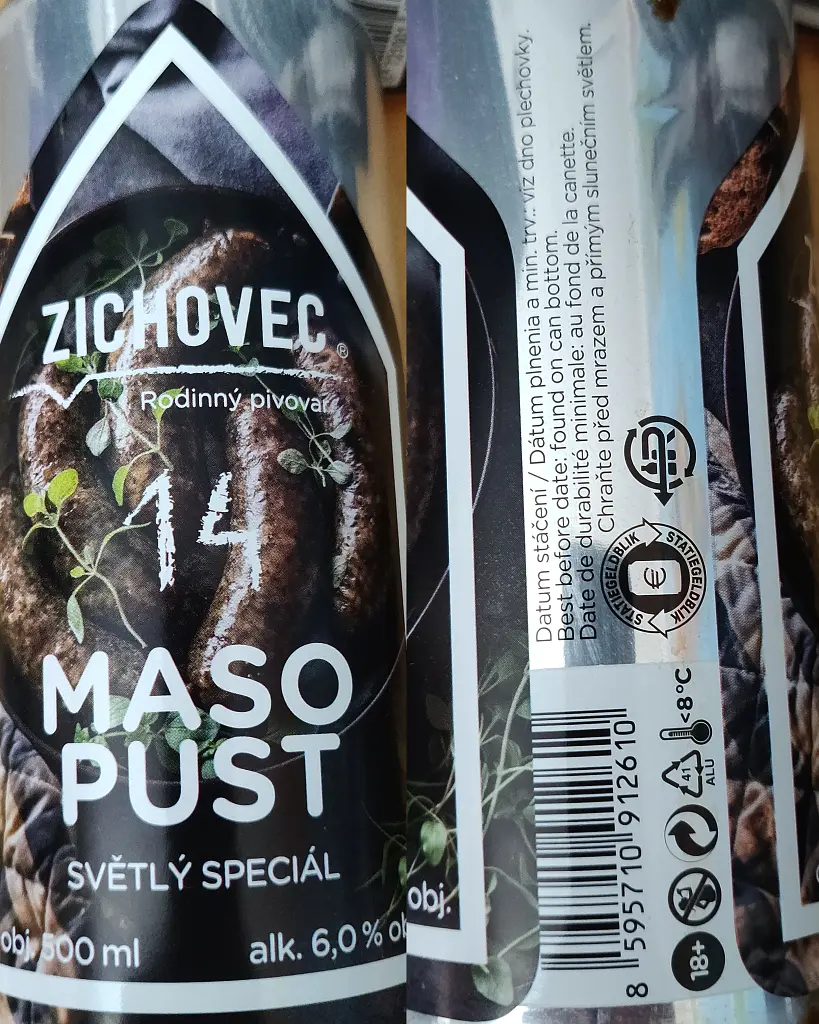 ZICHOVEC
®
Rodinný pivovar
14
MASO
PUST
SVĚTLÝ SPECIÁL
obj. 500 ml
alk. 6,0 % ob
Datum stáčení / Dátum plnenia a min. trv.: viz dno plechovky.
Best before date: found on can bottom.
Date de durabilité minimale: au fond de la canette.
Chraňte před mrazem a přímým slunečním světlem.
STATIEGELDBLIK
STATIEGELDBLIK
€
obj.
8 595710 912610
<8°C
41
ALU
18+